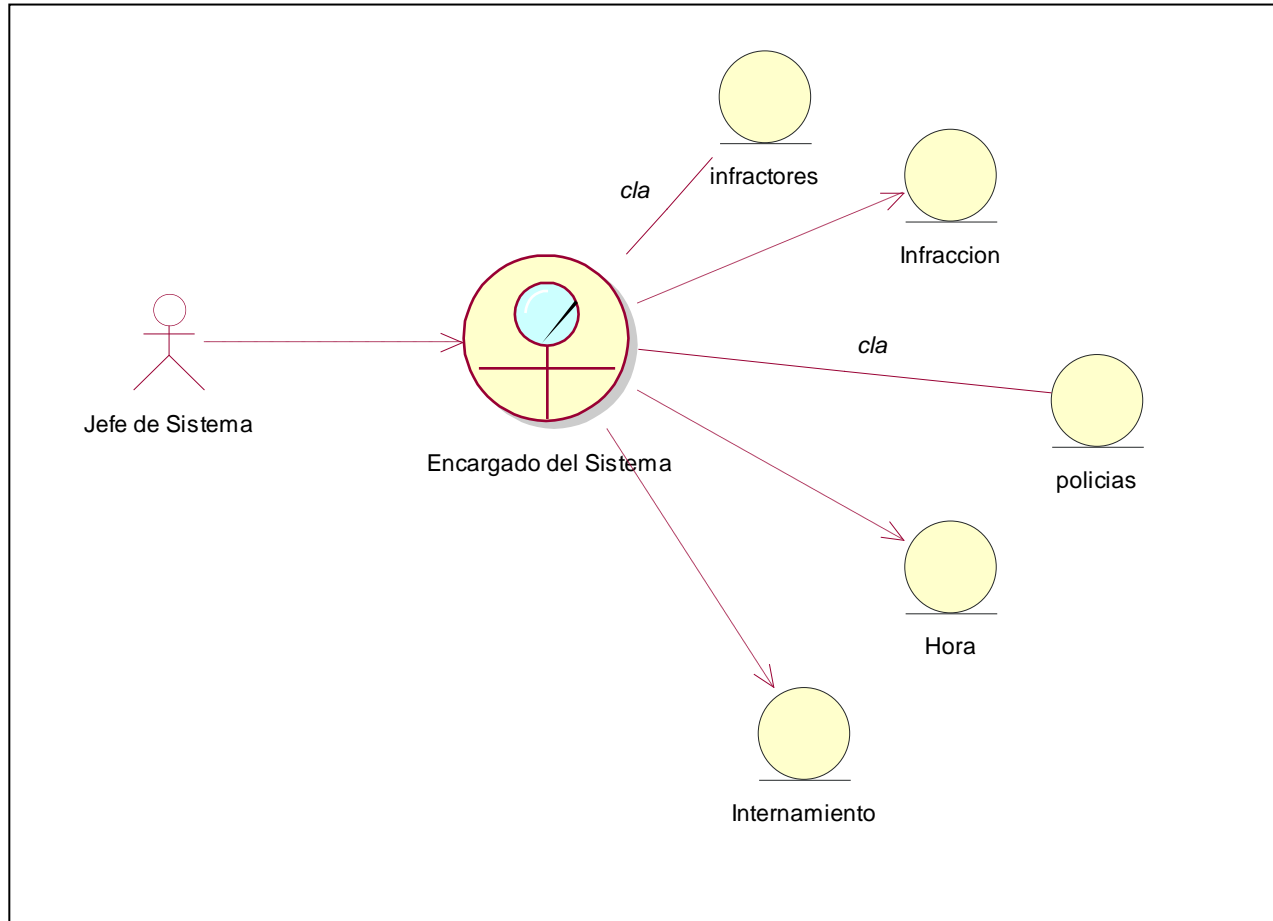 infractores
cla
Infraccion
cla
Jefe de Sistema
Encargado del Sistema
policias
Hora
Internamiento